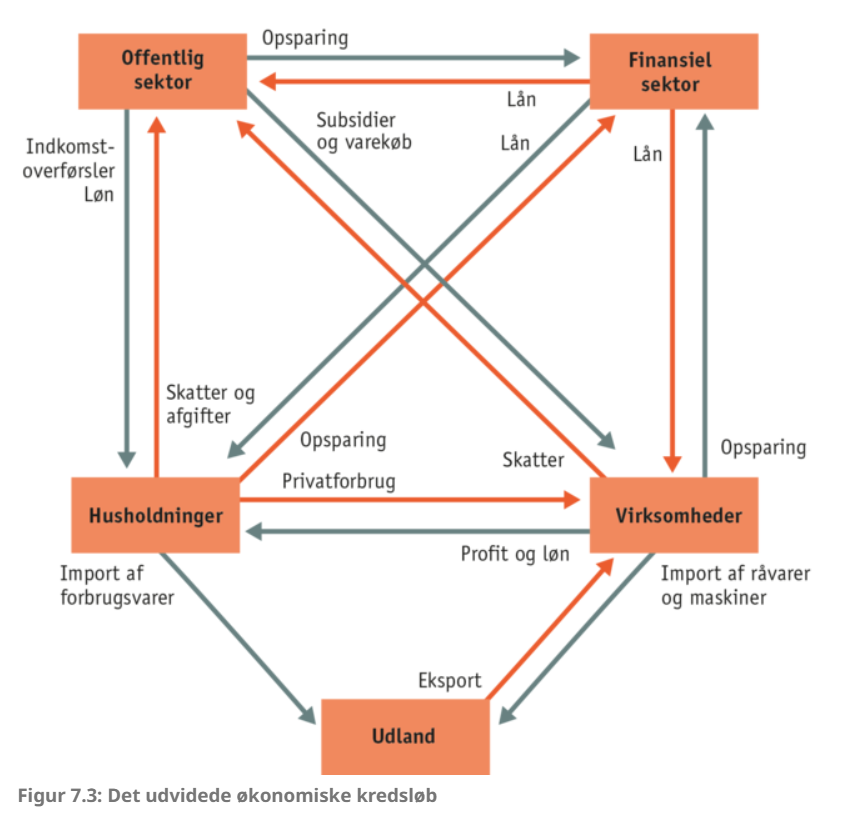 Opsparing
Offentlig
sektor
Finansiel
sektor
Lån
Subsidier
og varekøb
Lån
Lån
Indkomst-
overførsler
Løn
Skatter og
afgifter
Opsparing
Skatter
Opsparing
Privatforbrug
Husholdninger
Virksomheder
Profit og løn
Import af
forbrugsvarer
Import af råvarer
og maskiner
Eksport
Udland
Figur 7.3: Det udvidede økonomiske kredsløb